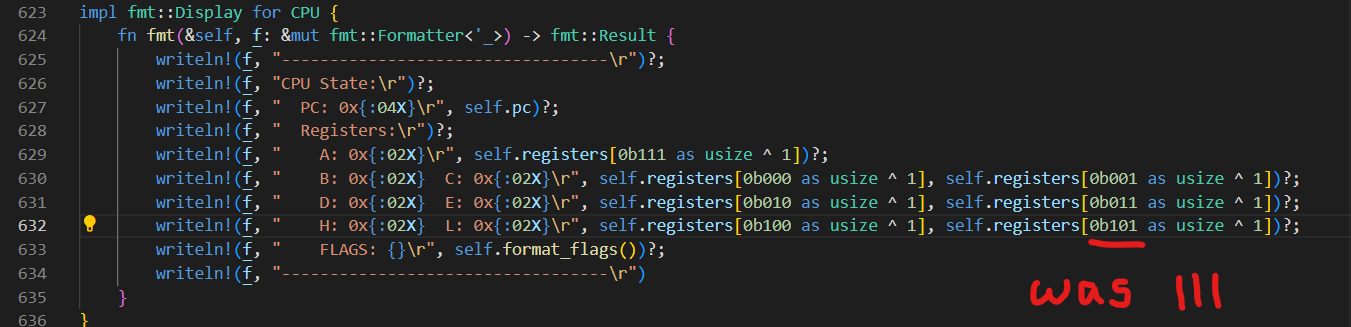 623 impl fmt::Display for CPU {
624 fn fmt(&self, f: &mut fmt::Formatter<'_>) -> fmt::Result {
625 writeln!(f, "----------------------------------\r")?;
626 writeln!(f, "CPU State:\r")?;
627 writeln!(f, "  PC: 0x{:04X}\r", self.pc)?;
628 writeln!(f, "  Registers:\r")?;
629 writeln!(f, "    A: 0x{:02X}\r", self.registers[0b111 as usize ^ 1])?;
630 writeln!(f, "    B: 0x{:02X}  C: 0x{:02X}\r", self.registers[0b000 as usize ^ 1], self.registers[0b001 as usize ^ 1])?;
631 writeln!(f, "    D: 0x{:02X}  E: 0x{:02X}\r", self.registers[0b010 as usize ^ 1], self.registers[0b011 as usize ^ 1])?;
632 writeln!(f, "    H: 0x{:02X}  L: 0x{:02X}\r", self.registers[0b100 as usize ^ 1], self.registers[0b101 as usize ^ 1])?;
633 writeln!(f, "    FLAGS: {}\r", self.format_flags())?;
634 writeln!(f, "----------------------------------\r")
635 }
636 }
was 111